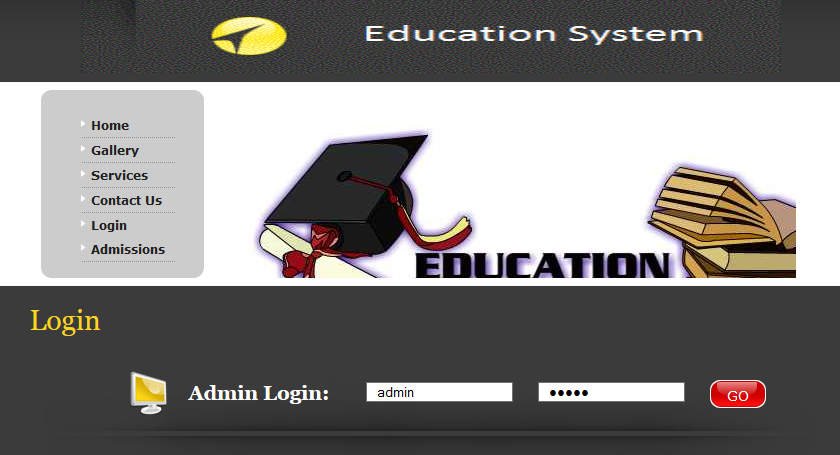 Education System
Home
Gallery
Services
Contact Us
Login
Admissions
EDUCATION
Login
Admin Login: admin ••••• GO